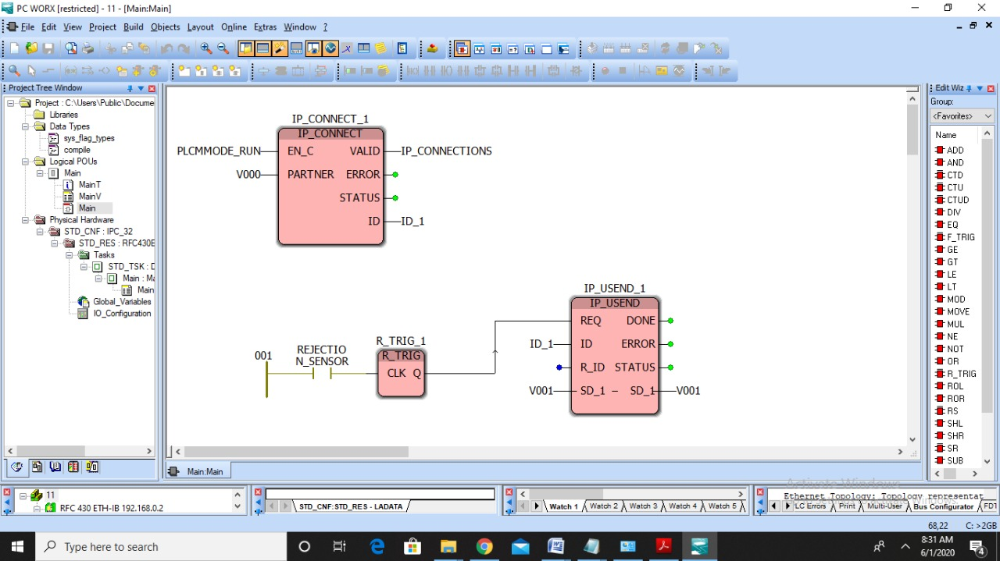 PC WORX [restricted] - 11 - [Main:Main]
File Edit View Project Build Objects Layout Online Extras Window ?
Project Tree Window
Project : C:\Users\Public\Docume
Libraries
Data Types
sys_flag_types
compile
Logical POUs
Main
MainT
MainV
Main
Physical Hardware
STD_CNF : IPC_32
STD_RES : RFC430E
Tasks
STD_TSK : D
Main : Ma
Main
Global_Variables
IO_Configuration
IP_CONNECT_1
IP_CONNECT
PLCMMODE_RUN EN_C VALID IP_CONNECTIONS
V000 PARTNER ERROR
STATUS
ID ID_1
IP_USEND_1
IP_USEND
REQ DONE
ID_1 ID ERROR
R_ID STATUS
V001 SD_1 – SD_1 V001
001
REJECTIO
N_SENSOR
R_TRIG_1
R_TRIG
CLK Q
Main:Main
Edit Wiz
Group:
<Favorites>
Name
ADD
AND
CTD
CTU
CTUD
DIV
EQ
F_TRIG
GE
GT
LE
LT
MOD
MOVE
MUL
NE
NOT
OR
R_TRIG
ROL
ROR
RS
SHL
SHR
SR
SUB
11
RFC 430 ETH-IB 192.168.0.2
STD_CNF:STD_RES - LADATA
Watch 1 Watch 2 Watch 3 Watch 4 Watch 5
Activate Windows
Ethernet Topology: Topology representat
LC Errors Print Multi-User Bus Configurator FDT
68,22 C: >2GB
Type here to search
8:31 AM
6/1/2020
4